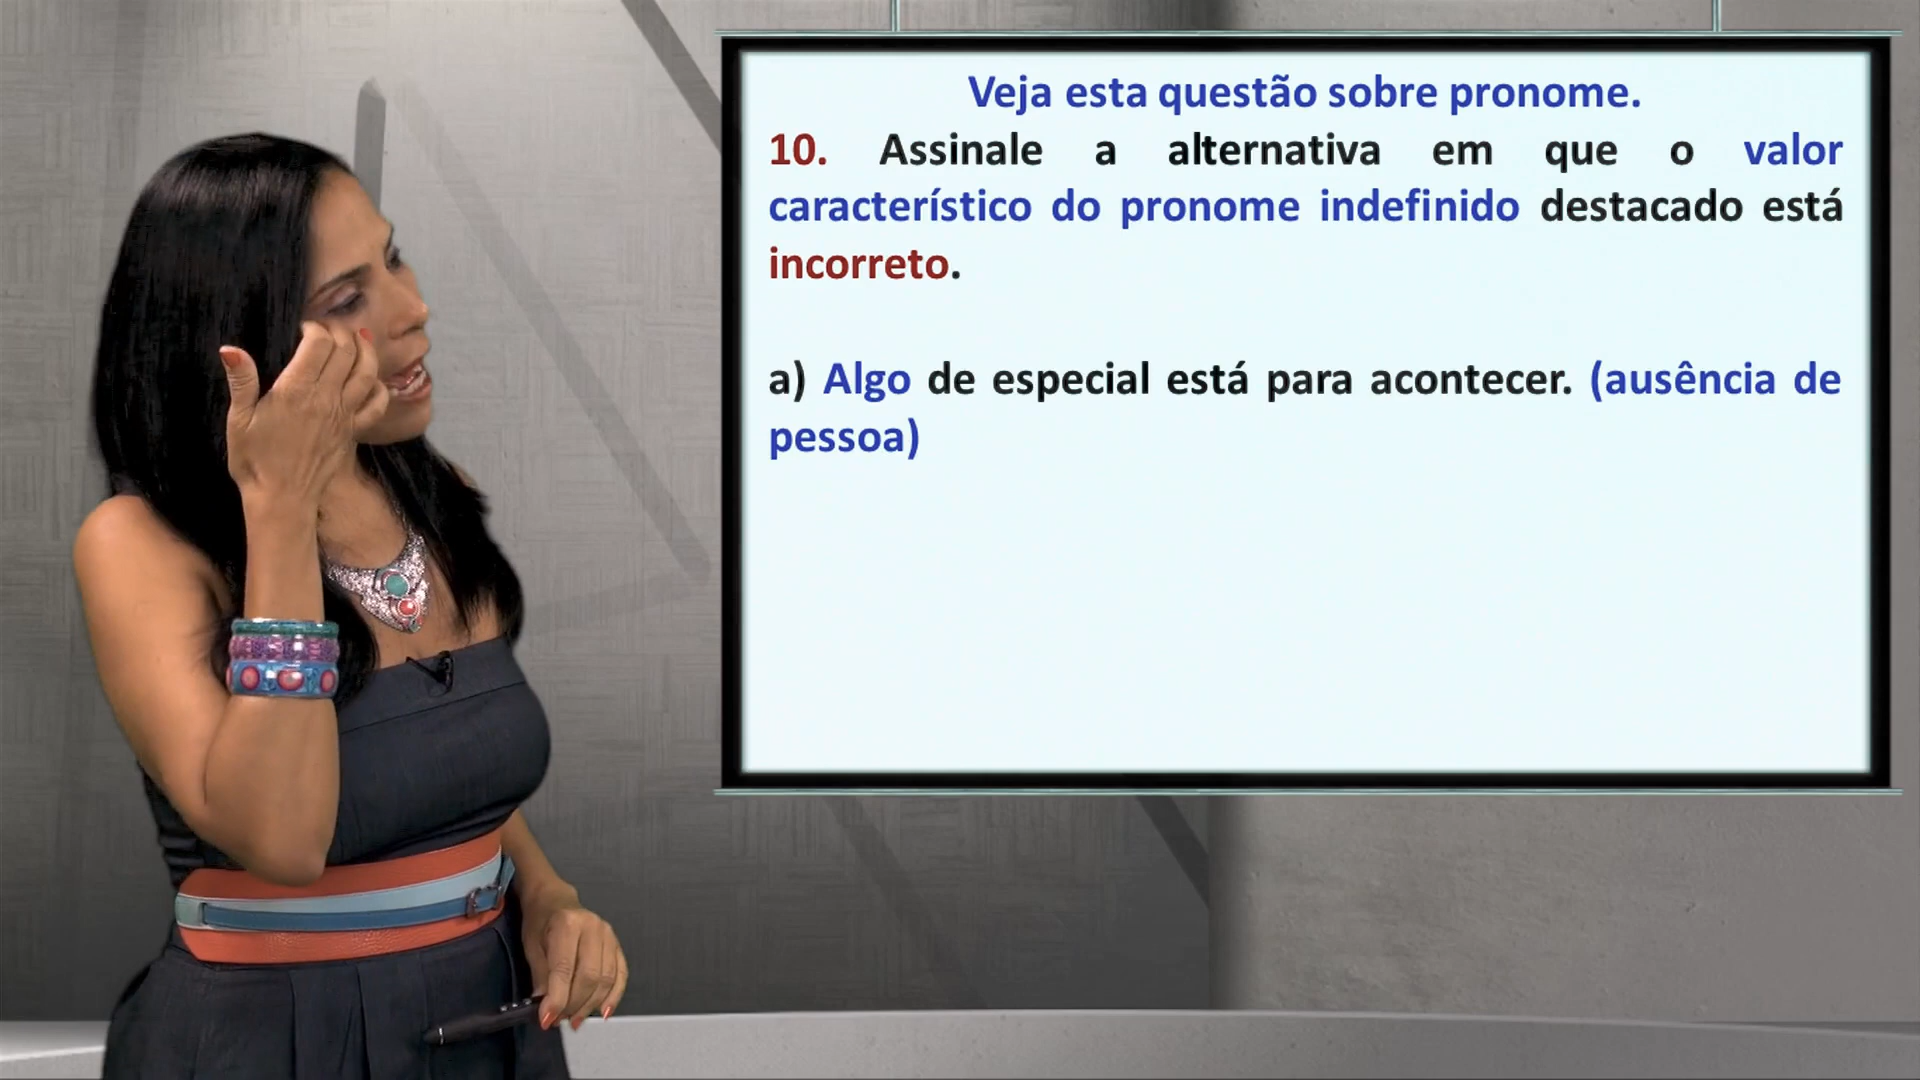 Veja esta questão sobre pronome.
10. Assinale a alternativa em que o valor
característico do pronome indefinido destacado está
incorreto.
a) Algo de especial está para acontecer. (ausência de
pessoa)